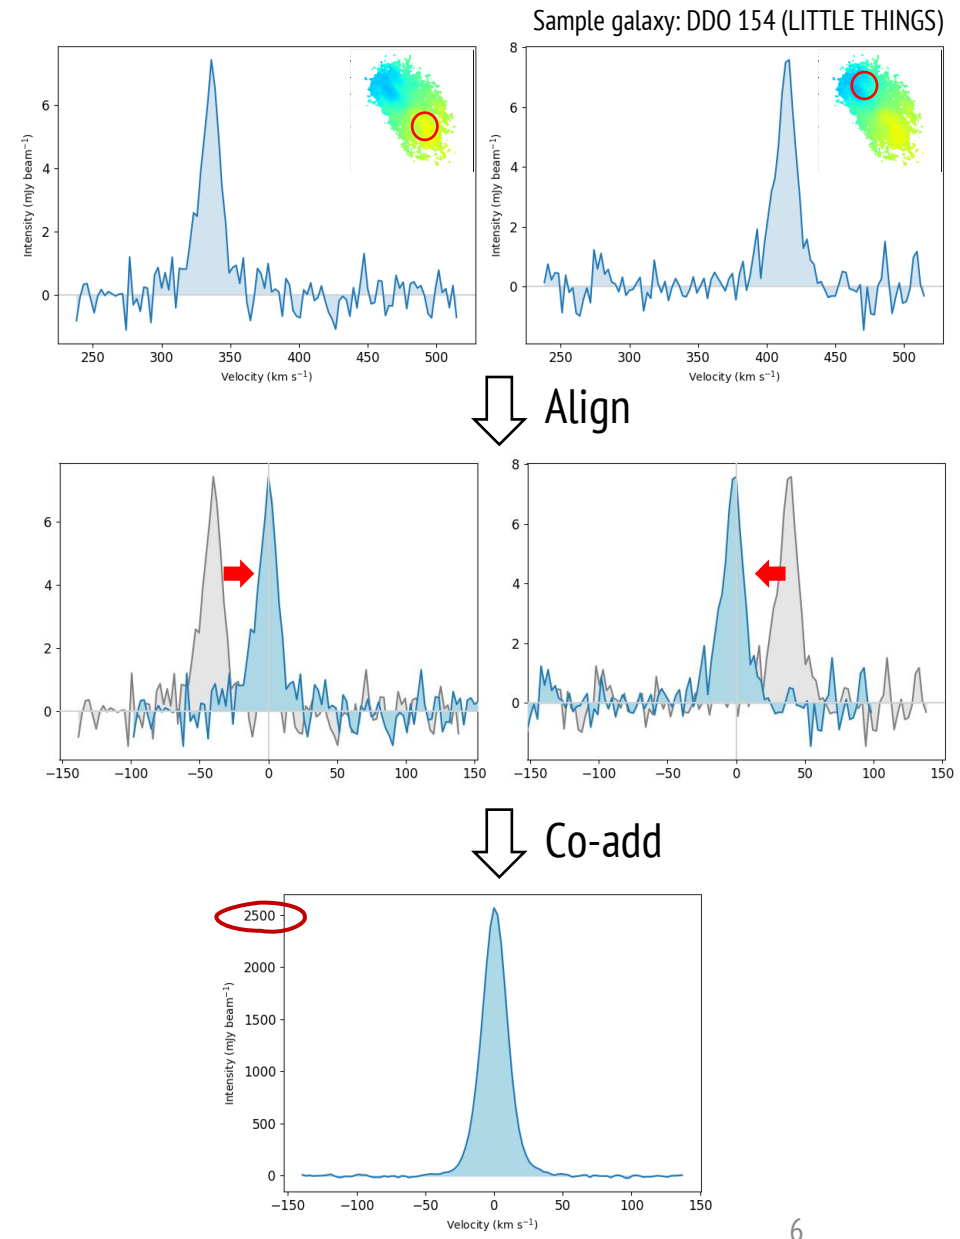 Sample galaxy: DDO 154 (LITTLE THINGS)
Intensity (mJy beam⁻¹)
6
4
2
0
250 300 350 400 450 500
Velocity (km s⁻¹)
Intensity (mJy beam⁻¹)
8
6
4
2
0
250 300 350 400 450 500
Velocity (km s⁻¹)
Align
6
4
2
0
−150 −100 −50 0 50 100 150
8
6
4
2
0
−150 −100 −50 0 50 100 150
Co-add
Intensity (mJy beam⁻¹)
2500
2000
1500
1000
500
0
−150 −100 −50 0 50 100 150
Velocity (km s⁻¹)
6